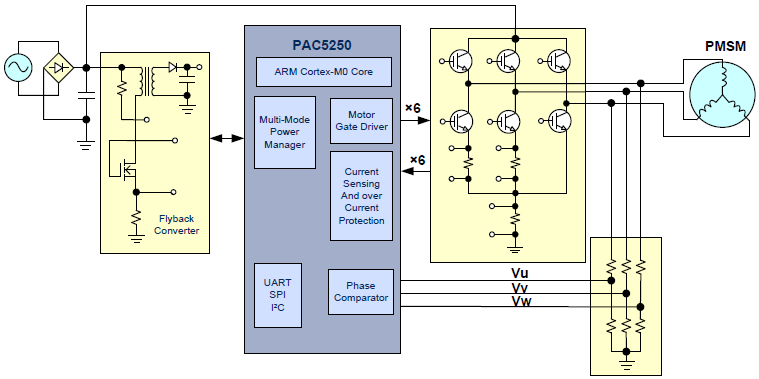 PAC5250
PMSM
ARM Cortex-M0 Core
Multi-Mode
Power
Manager
Motor
Gate Driver
×6
×6
Current
Sensing
And over
Current
Protection
Flyback
Converter
UART
SPI
I²C
Phase
Comparator
Vu
Vv
Vw